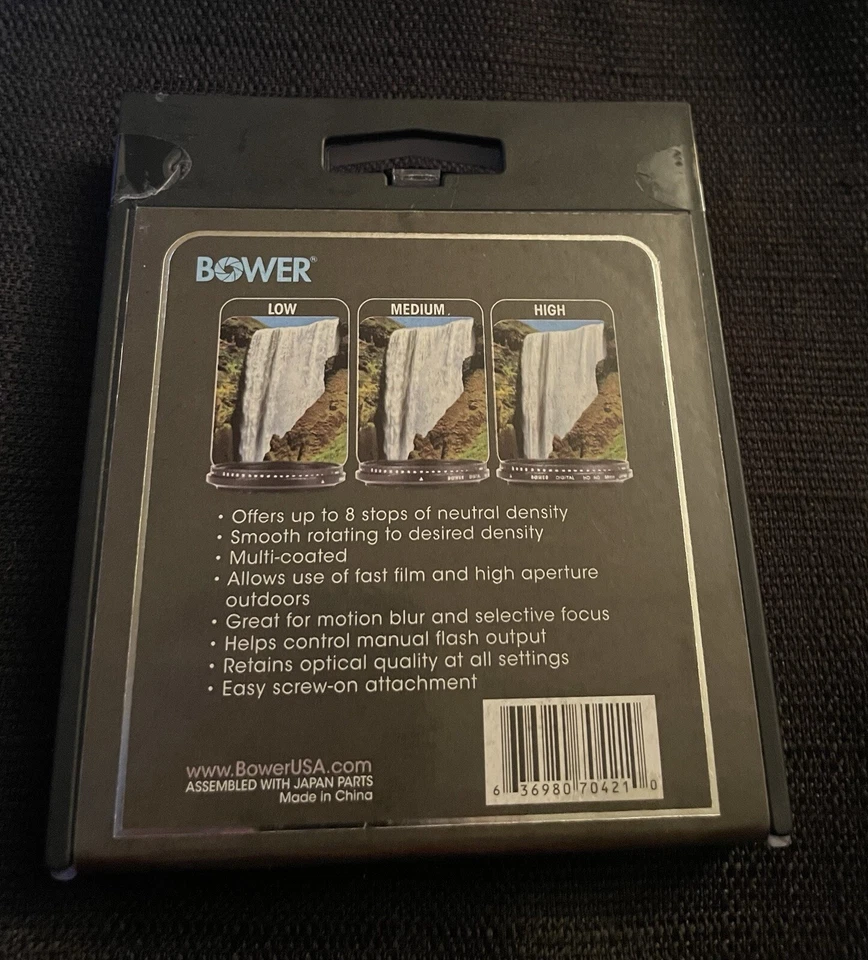 BOWER®
LOW MEDIUM HIGH
• Offers up to 8 stops of neutral density
• Smooth rotating to desired density
• Multi-coated
• Allows use of fast film and high aperture
outdoors
• Great for motion blur and selective focus
• Helps control manual flash output
• Retains optical quality at all settings
• Easy screw-on attachment
www.BowerUSA.com
ASSEMBLED WITH JAPAN PARTS
Made in China
6 36980 70421 0